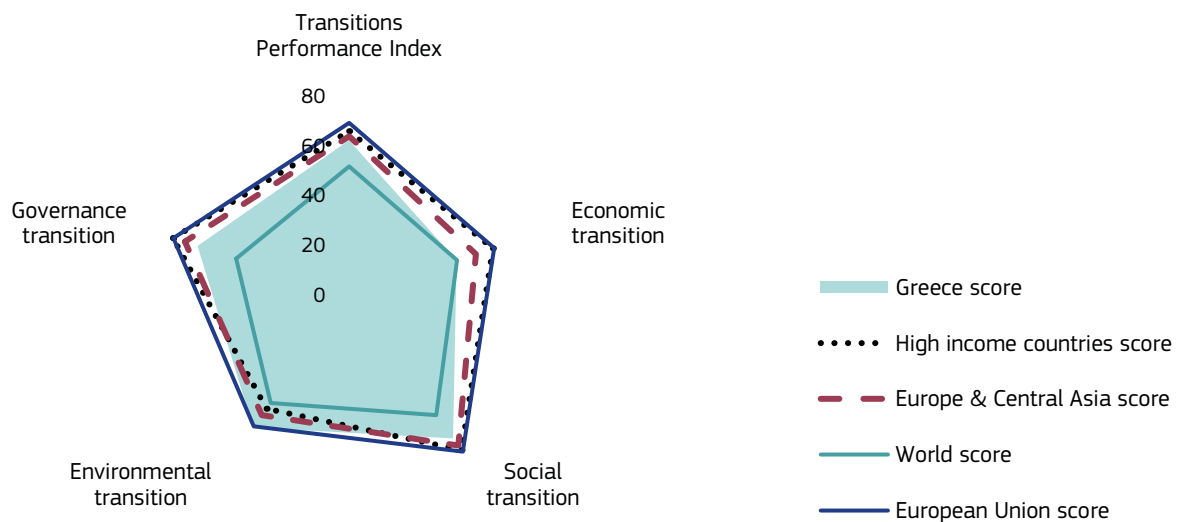 Transitions
Performance Index
80
60
40
20
0
Governance
transition
Economic
transition
Environmental
transition
Social
transition
Greece score
High income countries score
Europe & Central Asia score
World score
European Union score